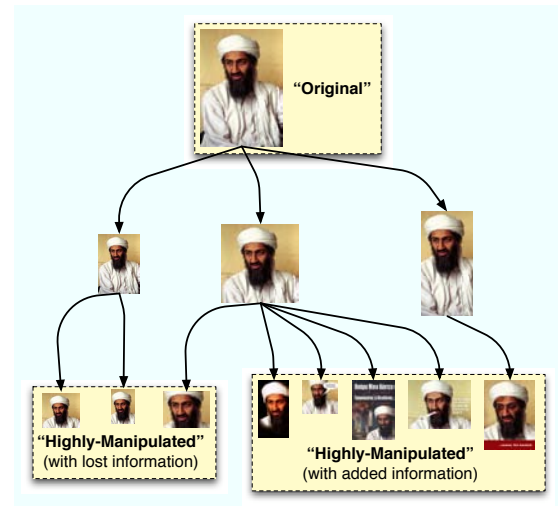 “Original”
“Highly-Manipulated”
(with lost information)
“Highly-Manipulated”
(with added information)